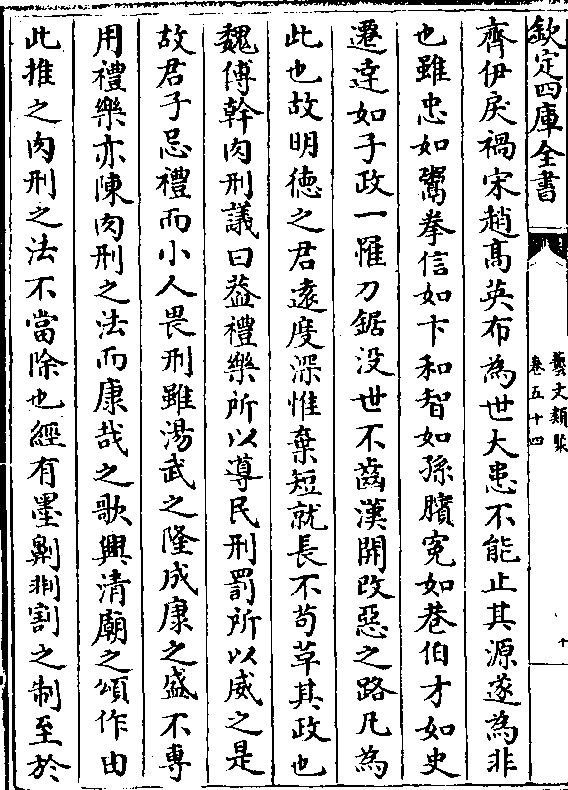 欽定四庫全書
藝文類聚
卷五十四
十
齊伊戾禍宋趙高英布為世大患不能止其源遂為非
也雖忠如鬻拳信如卞和智如孫臏寃如巷伯才如史
遷達如子政一罹刀鋸没世不齒漢開改惡之路凡為
此也故明德之君遠度深惟棄短就長不茍革其政也
魏傅幹肉刑議曰葢禮樂所以導民刑罰所以威之是
故君子忌禮而小人畏刑雖湯武之隆成康之盛不專
用禮樂亦陳肉刑之法而康哉之歌興清廟之頌作由
此推之肉刑之法不當除也經有墨劓剕割之制至於